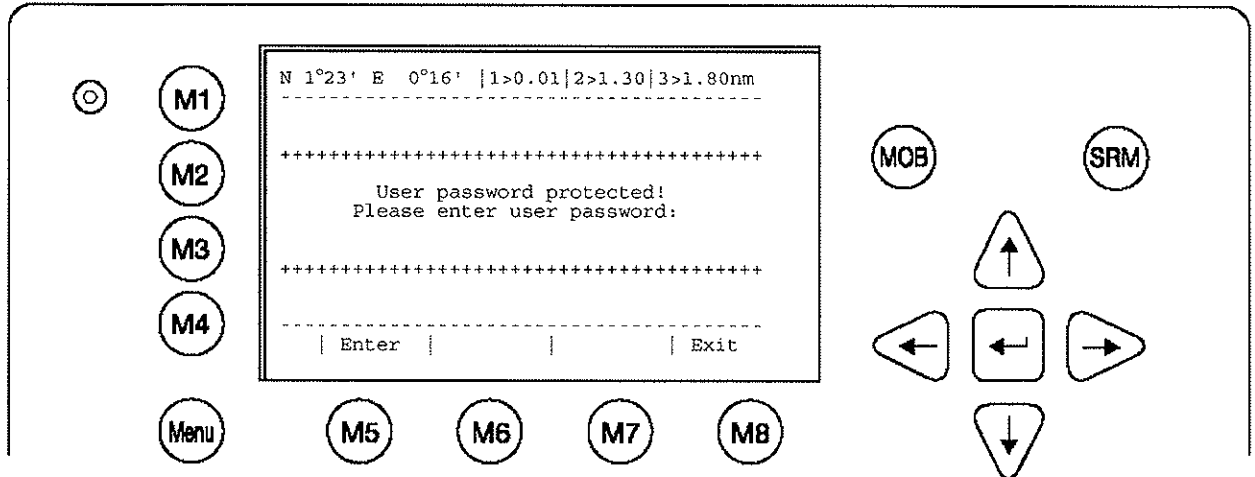 N 1°23' E 0°16' |1>0.01|2>1.30|3>1.80nm
-----------------------------------------
+++++++++++++++++++++++++++++++++++++++++
User password protected!
Please enter user password:
+++++++++++++++++++++++++++++++++++++++++
-----------------------------------------
| Enter | | | Exit
M1
M2
M3
M4
Menu
M5 M6 M7 M8
MOB SRM